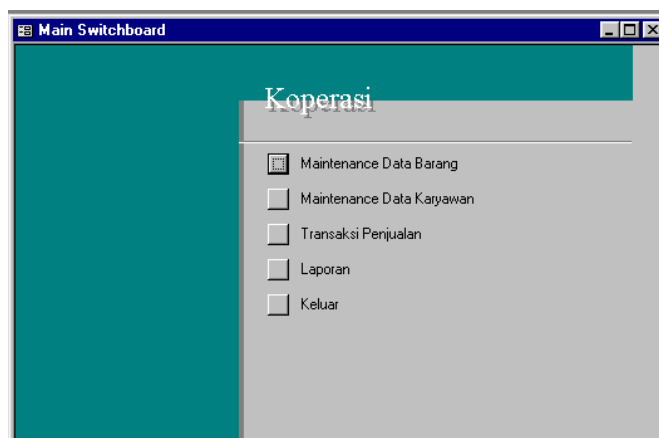 Main Switchboard
Koperasi
Maintenance Data Barang
Maintenance Data Karyawan
Transaksi Penjualan
Laporan
Keluar